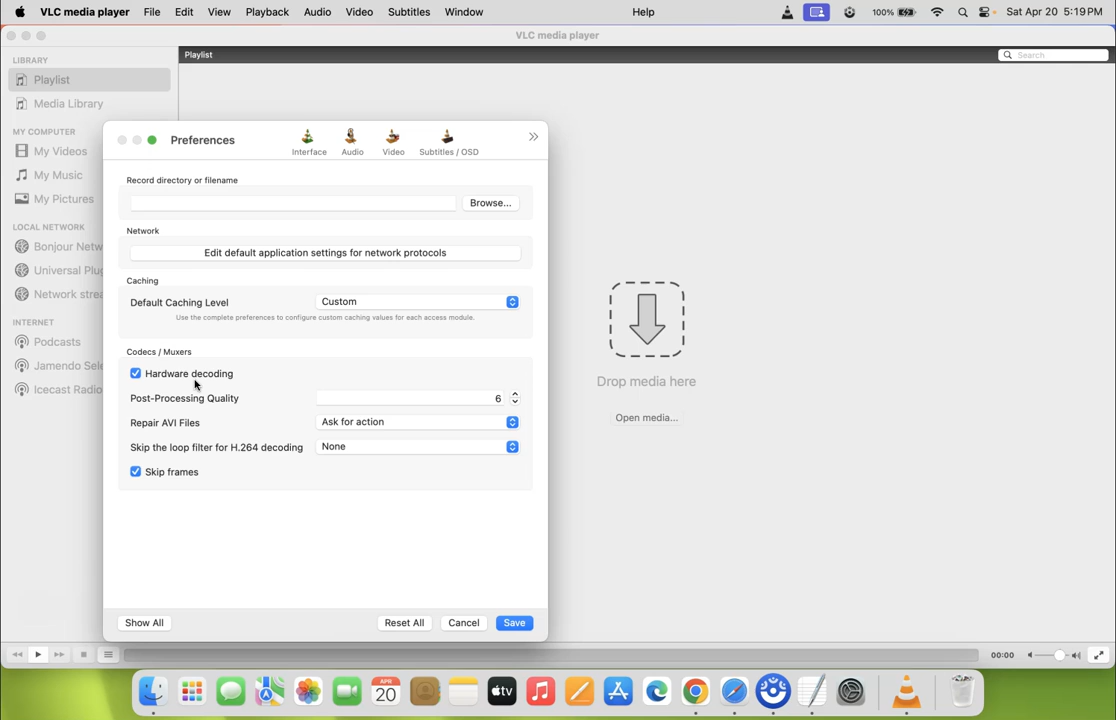 VLC media player File Edit View Playback Audio Video Subtitles Window Help 100% Sat Apr 20 5:19 PM
VLC media player
LIBRARY
Playlist
Media Library
MY COMPUTER
My Videos
My Music
My Pictures
LOCAL NETWORK
Bonjour Netw
Universal Plug
Network strea
INTERNET
Podcasts
Jamendo Sele
Icecast Radio
Playlist
Search
Preferences
Interface Audio Video Subtitles / OSD
Record directory or filename
Browse...
Network
Edit default application settings for network protocols
Caching
Default Caching Level Custom
Use the complete preferences to configure custom caching values for each access module.
Codecs / Muxers
Hardware decoding
Post-Processing Quality 6
Repair AVI Files Ask for action
Skip the loop filter for H.264 decoding None
Skip frames
Show All Reset All Cancel Save
Drop media here
Open media...
00:00
APR
20
tv